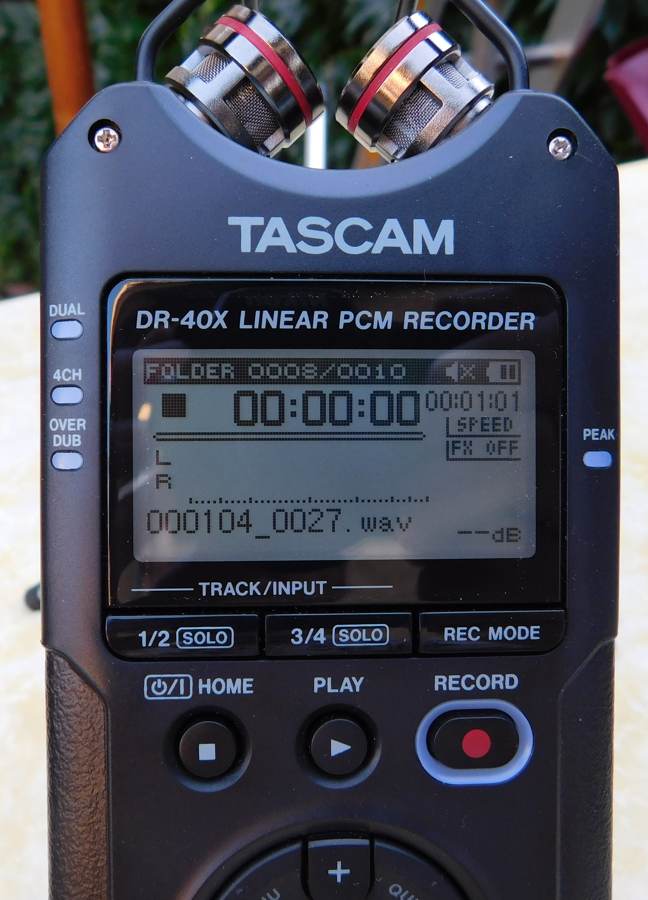 TASCAM
DR-40X LINEAR PCM RECORDER
DUAL
4CH
OVER
DUB
PEAK
FOLDER 0008/0010
00:00:00 00:01:01
SPEED
FX OFF
L
R
000104_0027.wav --dB
TRACK/INPUT
1/2 SOLO 3/4 SOLO REC MODE
HOME PLAY RECORD
+